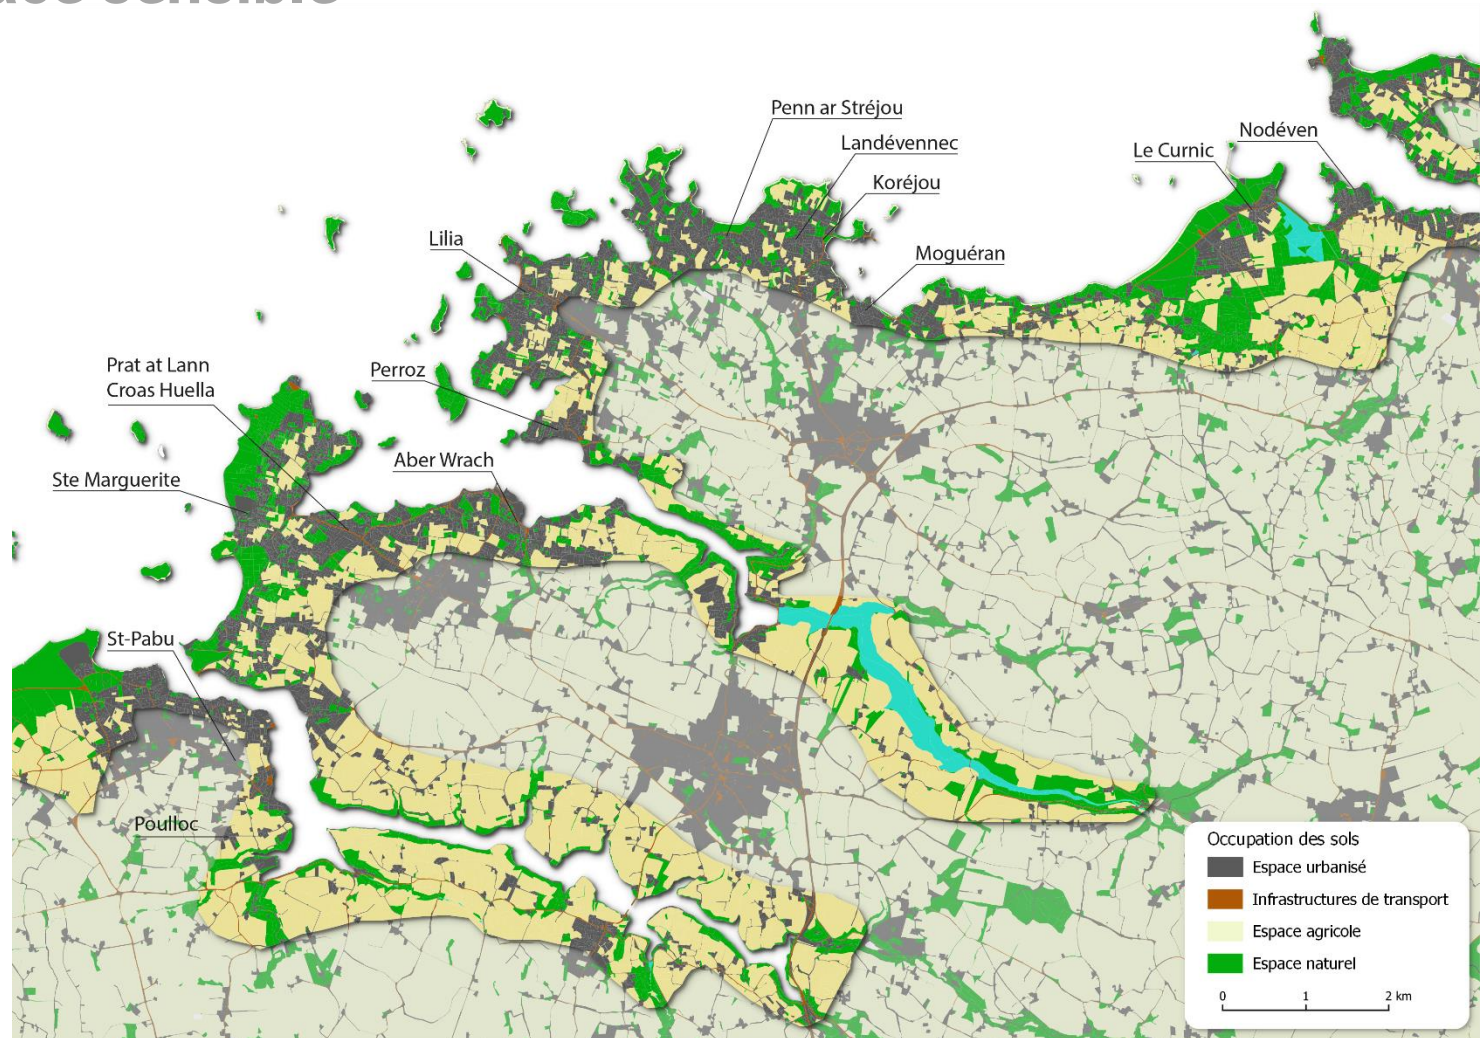 sensible
Penn ar Stréjou
Landévennec
Koréjou
Nodéven
Le Curnic
Lilia
Moguéran
Prat at Lann
Croas Huella
Perroz
Aber Wrach
Ste Marguerite
St-Pabu
Poulloc
Occupation des sols
Espace urbanisé
Infrastructures de transport
Espace agricole
Espace naturel
0 1 2 km